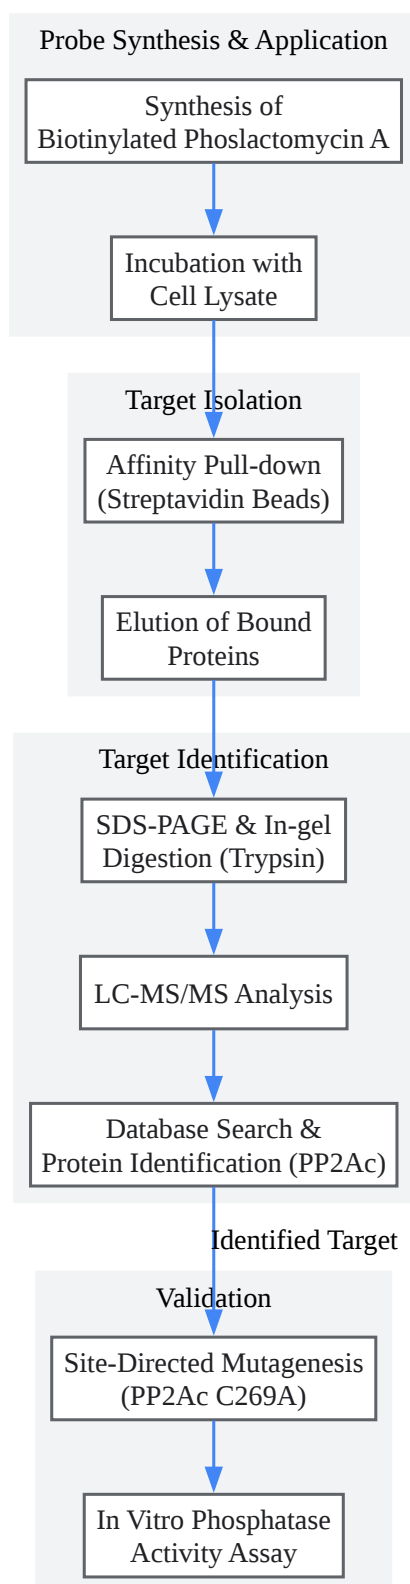 Probe Synthesis & Application
Synthesis of
Biotinylated Phoslactomycin A
Incubation with
Cell Lysate
Target Isolation
Affinity Pull-down
(Streptavidin Beads)
Elution of Bound
Proteins
Target Identification
SDS-PAGE & In-gel
Digestion (Trypsin)
LC-MS/MS Analysis
Database Search &
Protein Identification (PP2Ac)
Identified Target
Validation
Site-Directed Mutagenesis
(PP2Ac C269A)
In Vitro Phosphatase
Activity Assay